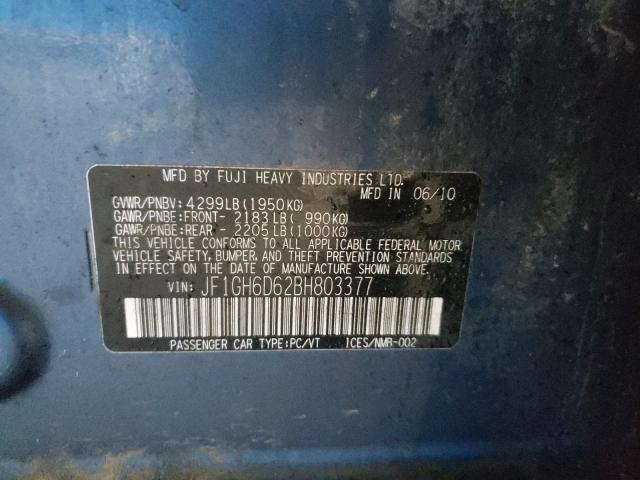 MFD BY FUJI HEAVY INDUSTRIES LTD.
MFD IN 06/10
GVWR/PNBV: 4299LB(1950KG)
GAWR/PNBE:FRONT- 2183LB( 990KG)
GAWR/PNBE:REAR - 2205LB(1000KG)
THIS VEHICLE CONFORMS TO ALL APPLICABLE FEDERAL MOTOR
VEHICLE SAFETY, BUMPER, AND THEFT PREVENTION STANDARDS
IN EFFECT ON THE DATE OF MANUFACTURE SHOWN ABOVE.
VIN: JF1GH6D62BH803377
PASSENGER CAR TYPE:PC/VT ICES/NMR-002